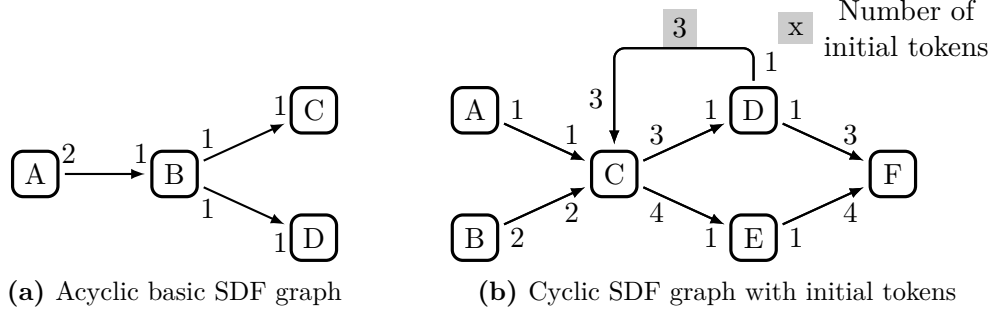 3 x Number of
initial tokens
1
A 1 3 1 D 1
C
1 3 3
2 1
A 1 B 1 C F
1 1 2 4 4
D B 2 1 E 1
(a) Acyclic basic SDF graph
(b) Cyclic SDF graph with initial tokens